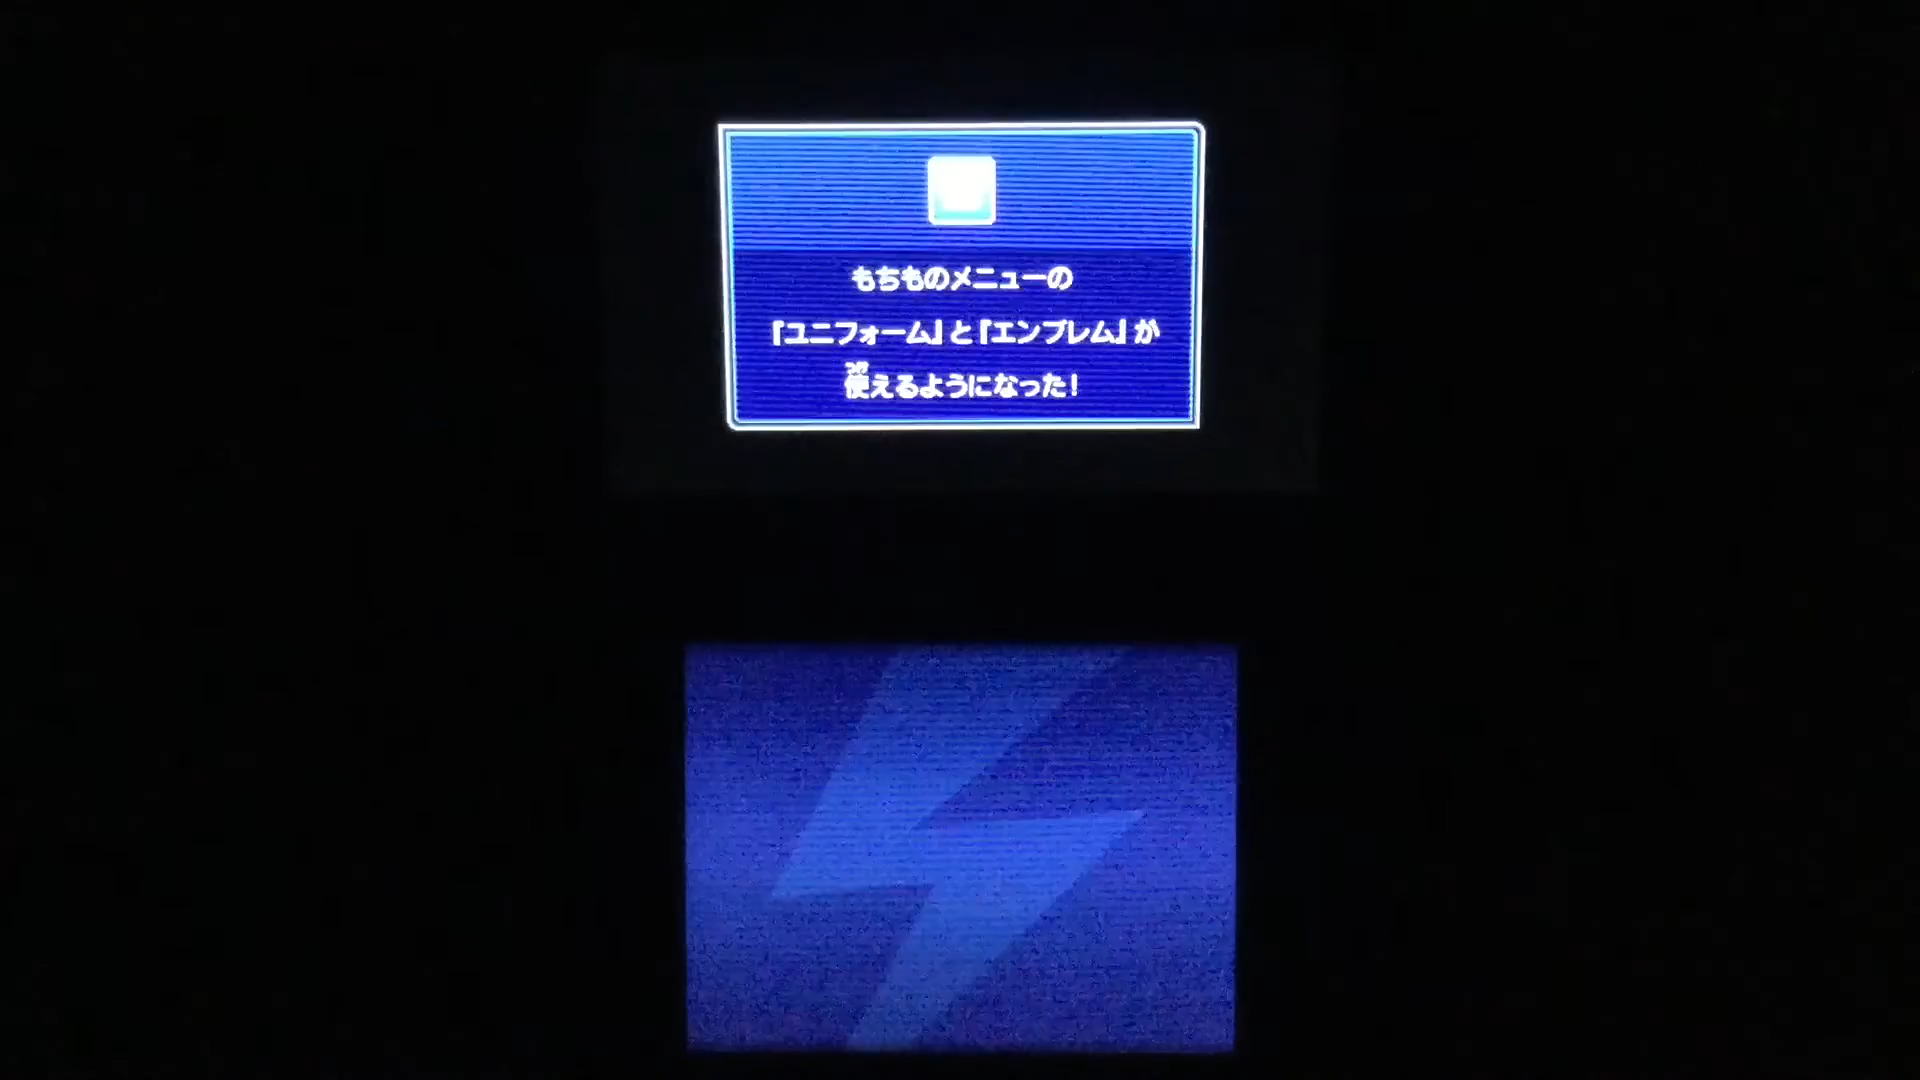 もちものメニューの
『ユニフォーム』と『エンブレム』が
使えるようになった!